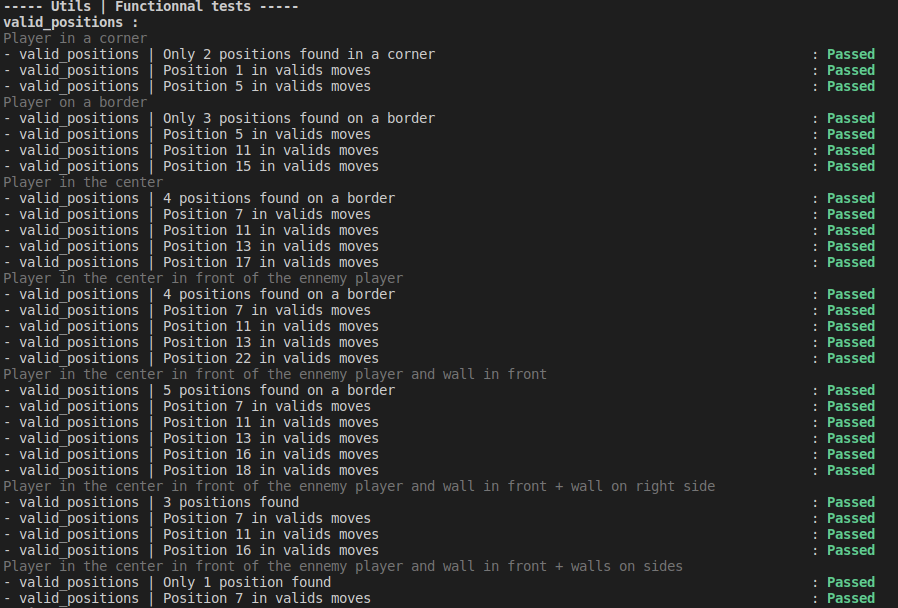 ----- Utils | Functionnal tests -----
valid_positions :
Player in a corner
- valid_positions | Only 2 positions found in a corner : Passed
- valid_positions | Position 1 in valids moves : Passed
- valid_positions | Position 5 in valids moves : Passed
Player on a border
- valid_positions | Only 3 positions found on a border : Passed
- valid_positions | Position 5 in valids moves : Passed
- valid_positions | Position 11 in valids moves : Passed
- valid_positions | Position 15 in valids moves : Passed
Player in the center
- valid_positions | 4 positions found on a border : Passed
- valid_positions | Position 7 in valids moves : Passed
- valid_positions | Position 11 in valids moves : Passed
- valid_positions | Position 13 in valids moves : Passed
- valid_positions | Position 17 in valids moves : Passed
Player in the center in front of the ennemy player
- valid_positions | 4 positions found on a border : Passed
- valid_positions | Position 7 in valids moves : Passed
- valid_positions | Position 11 in valids moves : Passed
- valid_positions | Position 13 in valids moves : Passed
- valid_positions | Position 22 in valids moves : Passed
Player in the center in front of the ennemy player and wall in front
- valid_positions | 5 positions found on a border : Passed
- valid_positions | Position 7 in valids moves : Passed
- valid_positions | Position 11 in valids moves : Passed
- valid_positions | Position 13 in valids moves : Passed
- valid_positions | Position 16 in valids moves : Passed
- valid_positions | Position 18 in valids moves : Passed
Player in the center in front of the ennemy player and wall in front + wall on right side
- valid_positions | 3 positions found : Passed
- valid_positions | Position 7 in valids moves : Passed
- valid_positions | Position 11 in valids moves : Passed
- valid_positions | Position 16 in valids moves : Passed
Player in the center in front of the ennemy player and wall in front + walls on sides
- valid_positions | Only 1 position found : Passed
- valid_positions | Position 7 in valids moves : Passed